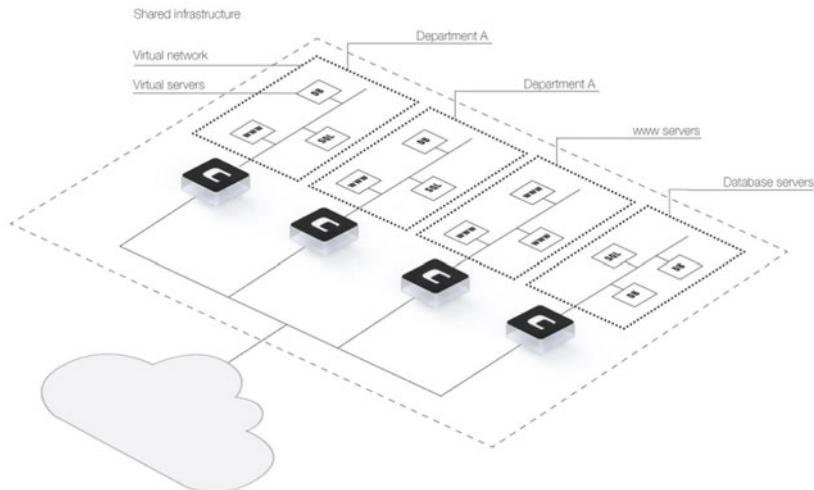 Shared infrastructure
Department A
Virtual network
Virtual servers
Department A
www servers
Database servers
DB
WWW
SQL
DB
WWW
SQL
WWW
WWW
WWW
SQL
DB
DB